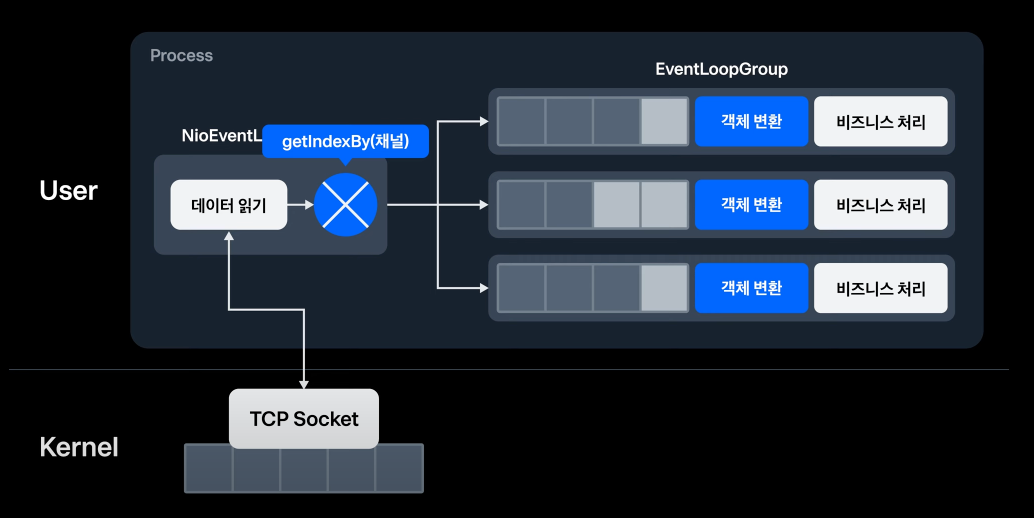 Process
EventLoopGroup
NioEventL
getIndexBy(채널)
객체 변환
비즈니스 처리
User
데이터 읽기
객체 변환
비즈니스 처리
객체 변환
비즈니스 처리
TCP Socket
Kernel